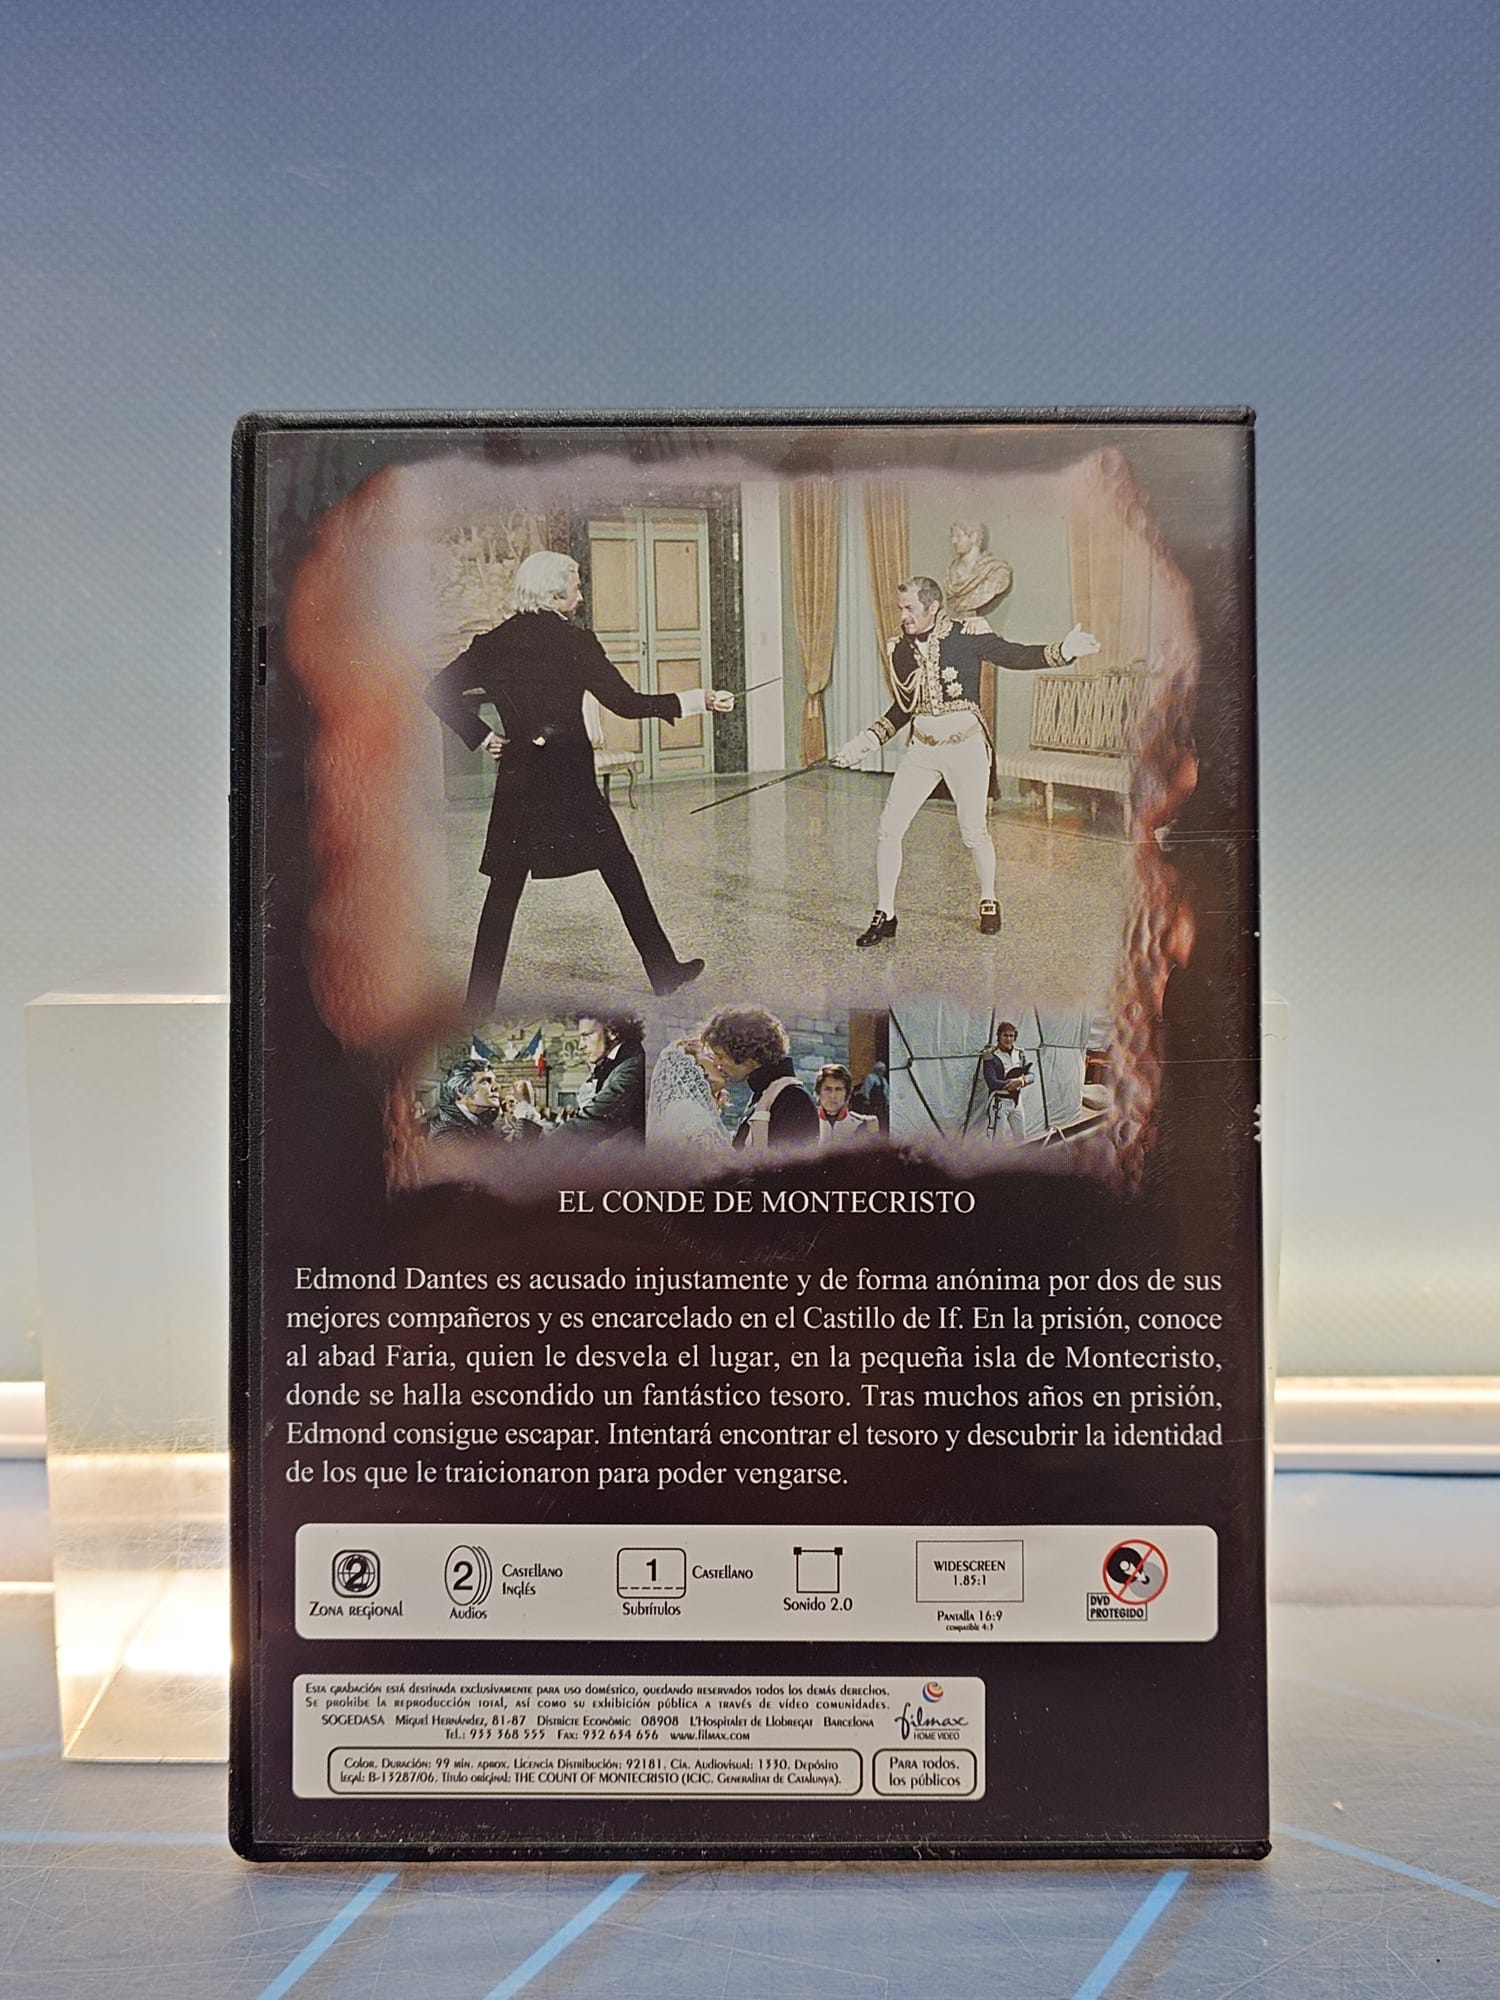 EL CONDE DE MONTECRISTO
Edmond Dantes es acusado injustamente y de forma anónima por dos de sus
mejores compañeros y es encarcelado en el Castillo de If. En la prisión, conoce
al abad Faria, quien le desvela el lugar, en la pequeña isla de Montecristo,
donde se halla escondido un fantástico tesoro. Tras muchos años en prisión,
Edmond consigue escapar. Intentará encontrar el tesoro y descubrir la identidad
de los que le traicionaron para poder vengarse.
2
ZONA REGIONAL
2
Audios
Castellano
Inglés
1
Subtítulos
Castellano
Sonido 2.0
WIDESCREEN
1.85:1
Pantalla 16:9
compatible 4:3
DVD
PROTEGIDO
Esta grabación está destinada exclusivamente para uso doméstico, quedando reservados todos los demás derechos.
Se prohibe la reproducción total, así como su exhibición pública a través de vídeo comunidades.
SOGEDASA Miquel Hernández, 81-87 Districte Econòmic 08908 L'Hospitalet de Llobregat Barcelona
Tel.: 933 368 555 Fax: 932 634 656 www.filmax.com
filmax
HOME VIDEO
Color. Duración: 99 min. aprox. Licencia Distribución: 92181. Cia. Audiovisual: 1330. Depósito
legal: B-13287/06. Título original: THE COUNT OF MONTECRISTO (ICIC. Generalitat de Catalunya).
Para todos.
los públicos